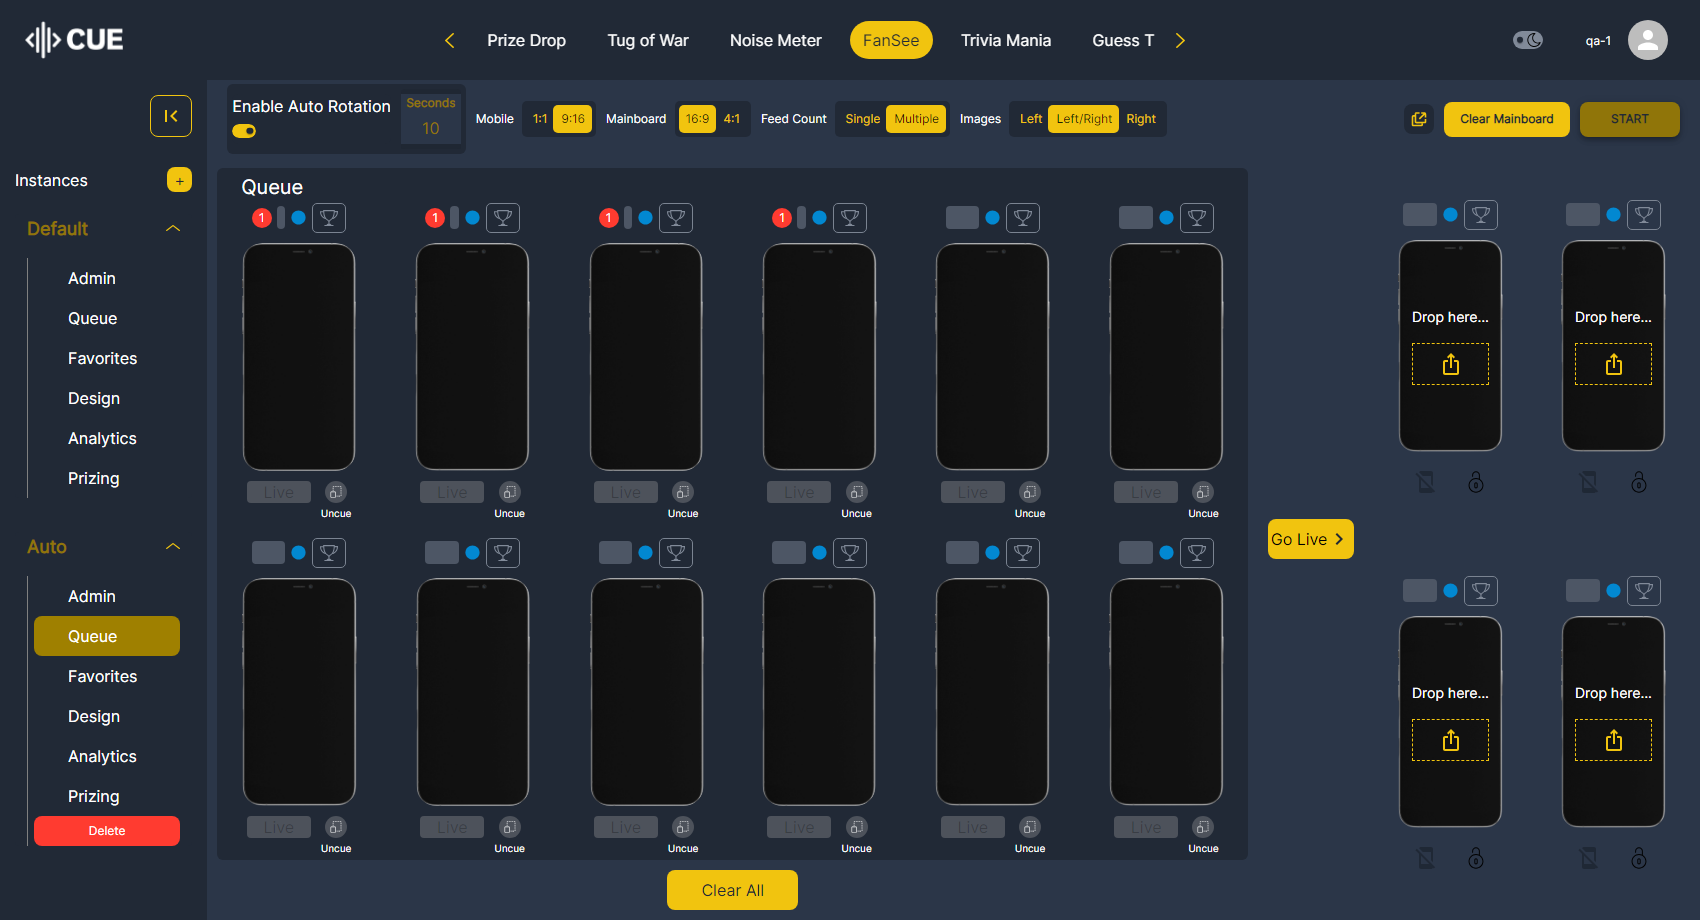 CUE
Prize Drop
Tug of War
Noise Meter
FanSee
Trivia Mania
Guess T
qa-1
Enable Auto Rotation
Seconds
10
Mobile
1:1
9:16
Mainboard
16:9
4:1
Feed Count
Single
Multiple
Images
Left
Left/Right
Right
Clear Mainboard
START
Instances
+
Default
Admin
Queue
Favorites
Design
Analytics
Prizing
Auto
Admin
Queue
Favorites
Design
Analytics
Prizing
Delete
Queue
1
1
1
1
Live
Live
Live
Live
Live
Live
Uncue
Uncue
Uncue
Uncue
Uncue
Uncue
Live
Live
Live
Live
Live
Live
Uncue
Uncue
Uncue
Uncue
Uncue
Uncue
Clear All
Go Live
Drop here...
Drop here...
Drop here...
Drop here...